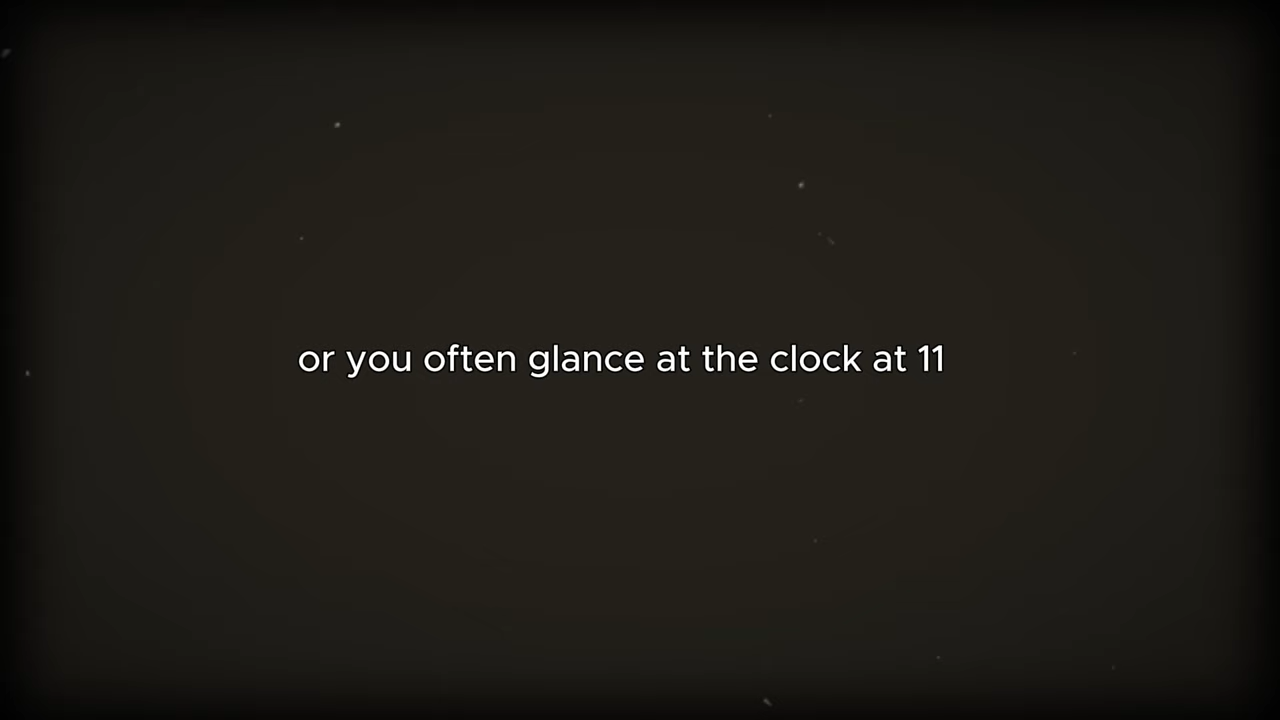 or you often glance at the clock at 11